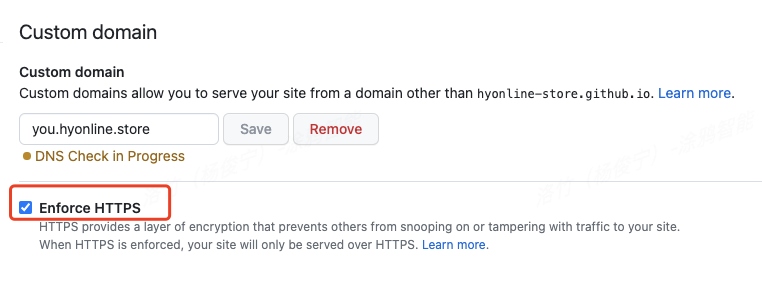 Custom domain
Custom domain
Custom domains allow you to serve your site from a domain other than hyonline-store.github.io. Learn more.
you.hyonline.store Save Remove
DNS Check in Progress
Enforce HTTPS
HTTPS provides a layer of encryption that prevents others from snooping on or tampering with traffic to your site.
When HTTPS is enforced, your site will only be served over HTTPS. Learn more.